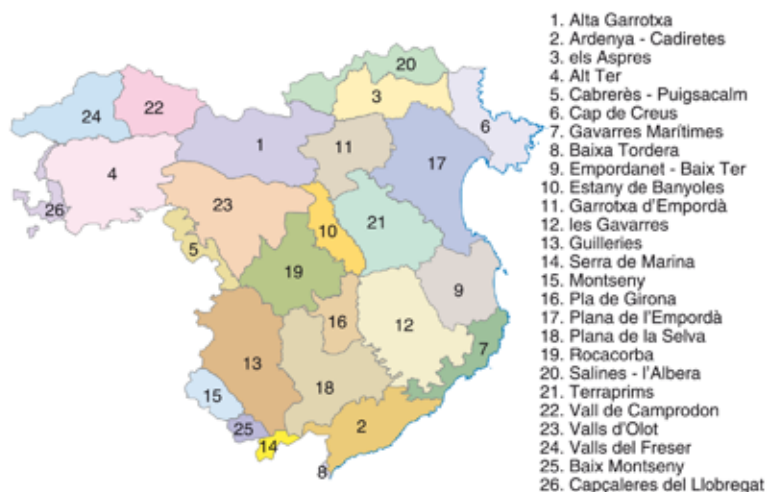 1. Alta Garrotxa
2. Ardenya - Cadiretes
3. els Aspres
4. Alt Ter
5. Cabrerès - Puigsacalm
6. Cap de Creus
7. Gavarres Marítimes
8. Baixa Tordera
9. Empordanet - Baix Ter
10. Estany de Banyoles
11. Garrotxa d'Empordà
12. les Gavarres
13. Guilleries
14. Serra de Marina
15. Montseny
16. Pla de Girona
17. Plana de l'Empordà
18. Plana de la Selva
19. Rocacorba
20. Salines - l'Albera
21. Terraprims
22. Vall de Camprodon
23. Valls d'Olot
24. Valls del Freser
25. Baix Montseny
26. Capçaleres del Llobregat
20
3
22
24
6
1
11
17
4
23
26
21
10
5
19
9
16
12
7
13
18
15
2
25
14
8